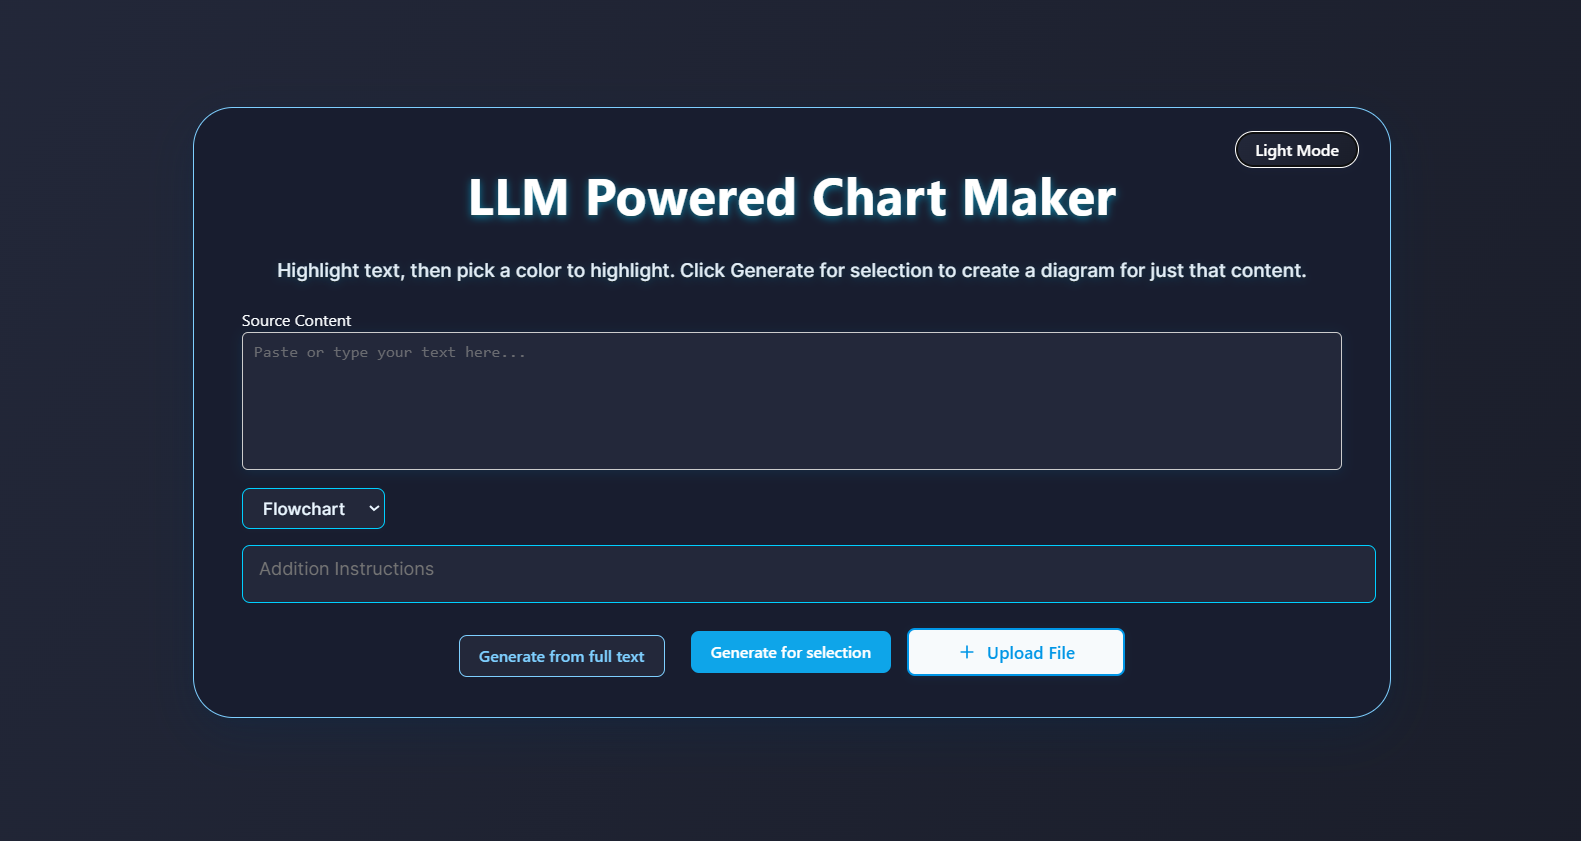 Light Mode
LLM Powered Chart Maker
Highlight text, then pick a color to highlight. Click Generate for selection to create a diagram for just that content.
Source Content
Paste or type your text here...
Flowchart
Addition Instructions
Generate from full text
Generate for selection
+ Upload File